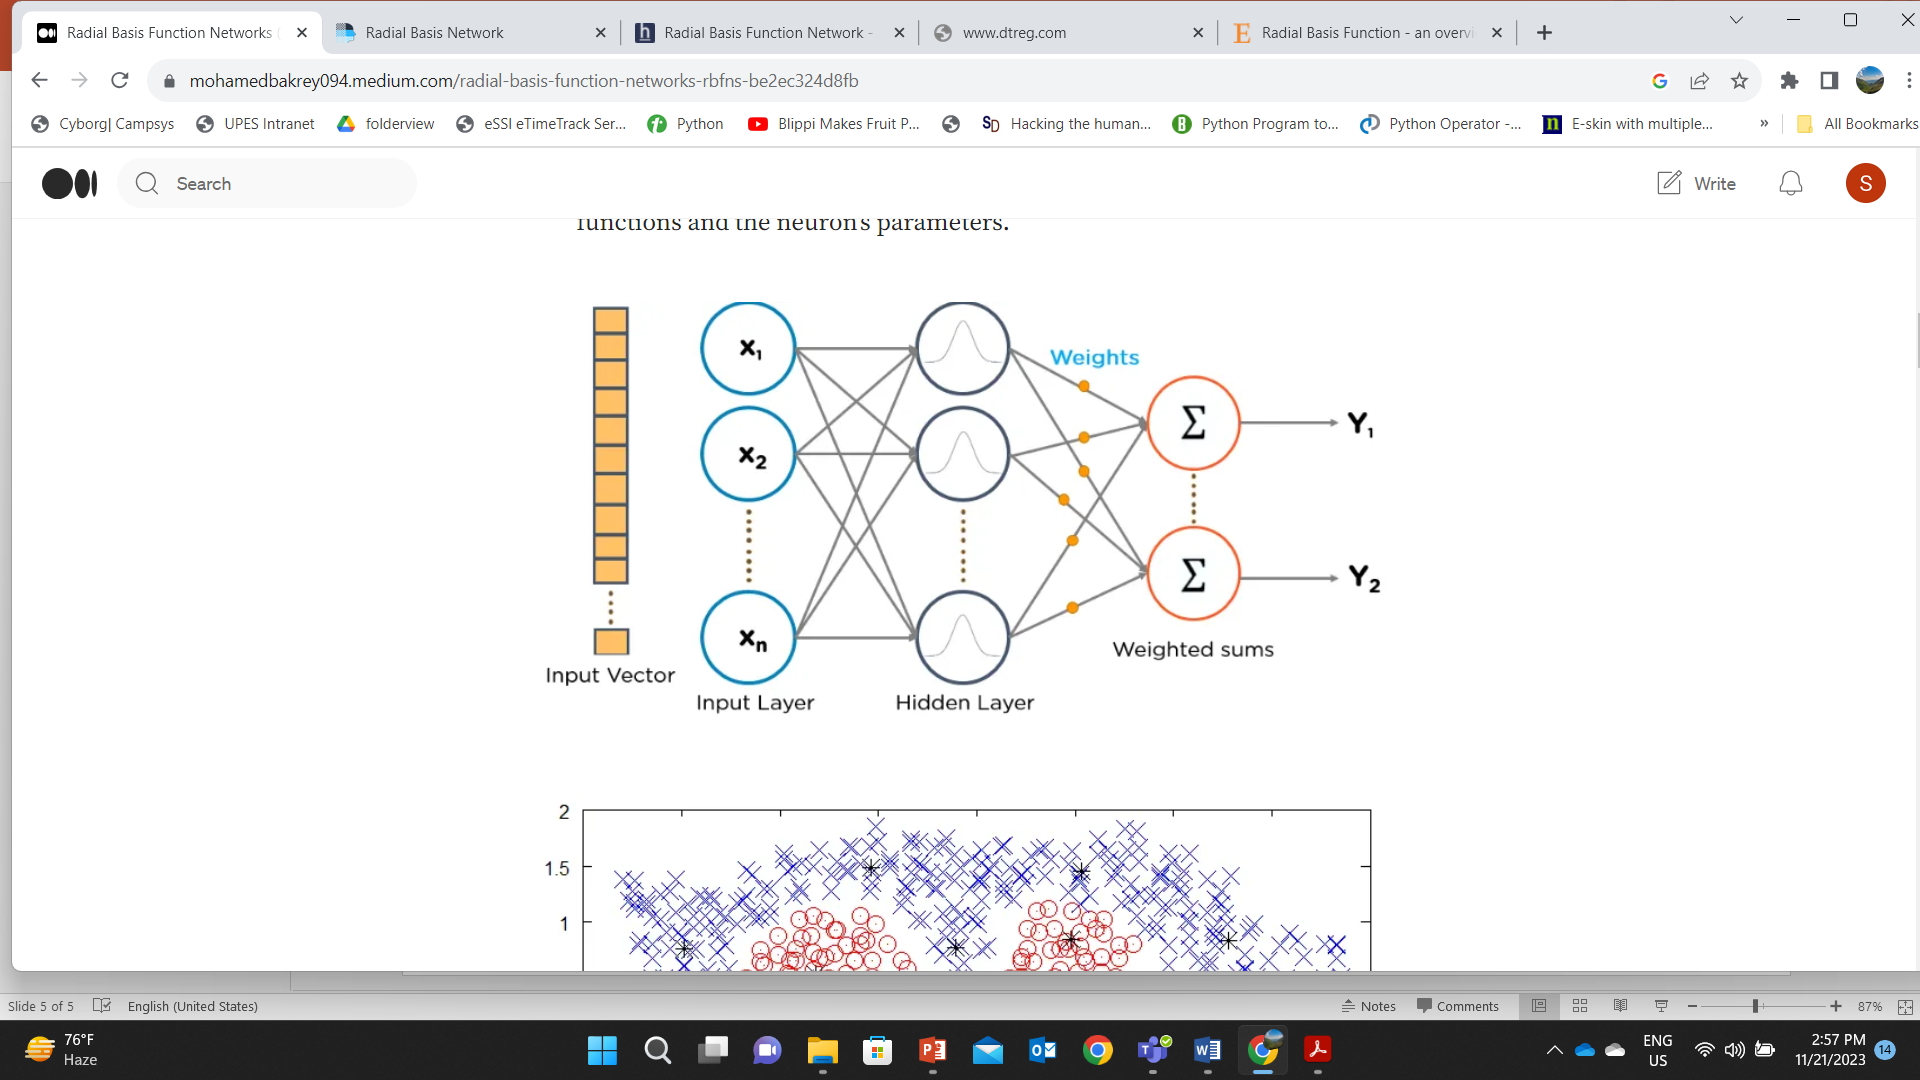 Radial Basis Function Networks
Radial Basis Network
Radial Basis Function Network -
www.dtreg.com
Radial Basis Function - an overvi
mohamedbakrey094.medium.com/radial-basis-function-networks-rbfns-be2ec324d8fb
Cyborg| Campsys
UPES Intranet
folderview
eSSI eTimeTrack Ser...
Python
Blippi Makes Fruit P...
SD
Hacking the human...
Python Program to...
Python Operator -...
E-skin with multiple...
»
All Bookmarks
Search
Write
S
functions and the neuron's parameters.
x1
x2
xn
Weights
Σ
Y1
Σ
Y2
Weighted sums
Input Vector
Input Layer
Hidden Layer
2
1.5
1
Slide 5 of 5
English (United States)
Notes
Comments
87%
76°F
Haze
ENG
US
2:57 PM
11/21/2023
14